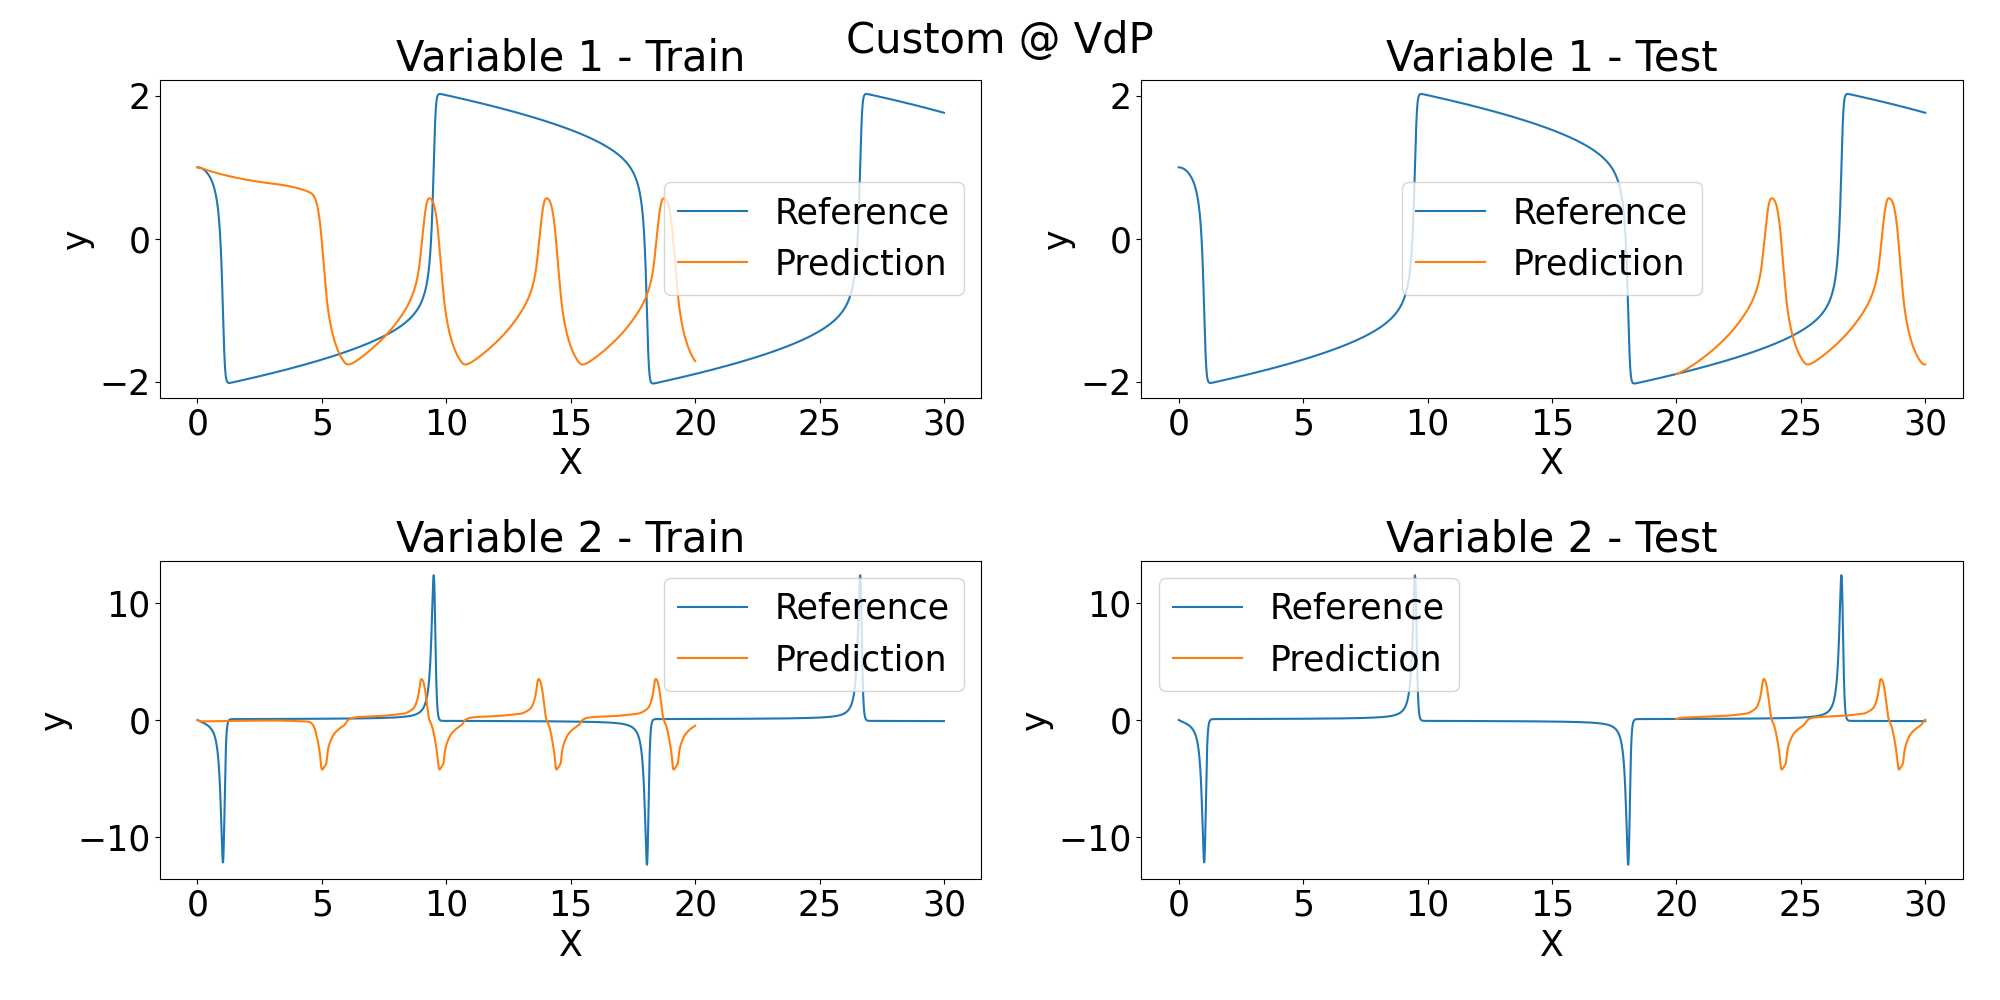 Custom @ VdP
Variable 1 - Train
2
0
−2
y
0 5 10 15 20 25 30
X
Reference
Prediction
Variable 1 - Test
2
0
−2
y
0 5 10 15 20 25 30
X
Reference
Prediction
Variable 2 - Train
10
0
−10
y
0 5 10 15 20 25 30
X
Reference
Prediction
Variable 2 - Test
10
0
−10
y
0 5 10 15 20 25 30
X
Reference
Prediction